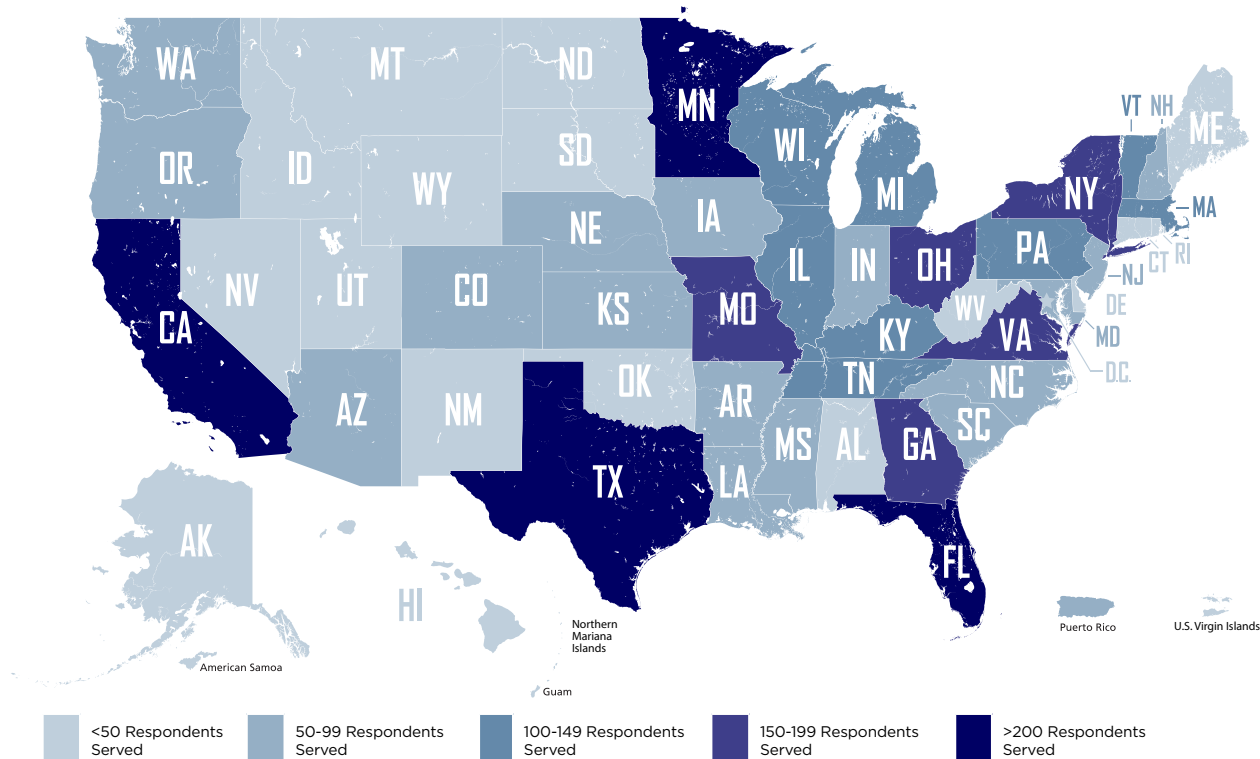 WA
MT
ND
MN
VT
NH
ME
OR
ID
SD
WI
WY
MI
NY
MA
IA
NE
PA
RI
CT
NV
UT
CO
IL
IN
OH
NJ
KS
MO
WV
DE
CA
KY
VA
MD
D.C.
OK
TN
NC
AZ
NM
AR
SC
MS
AL
GA
TX
LA
AK
FL
HI
Northern
Mariana
Islands
Puerto Rico
U.S. Virgin Islands
American Samoa
Guam
<50 Respondents
Served
50-99 Respondents
Served
100-149 Respondents
Served
150-199 Respondents
Served
>200 Respondents
Served